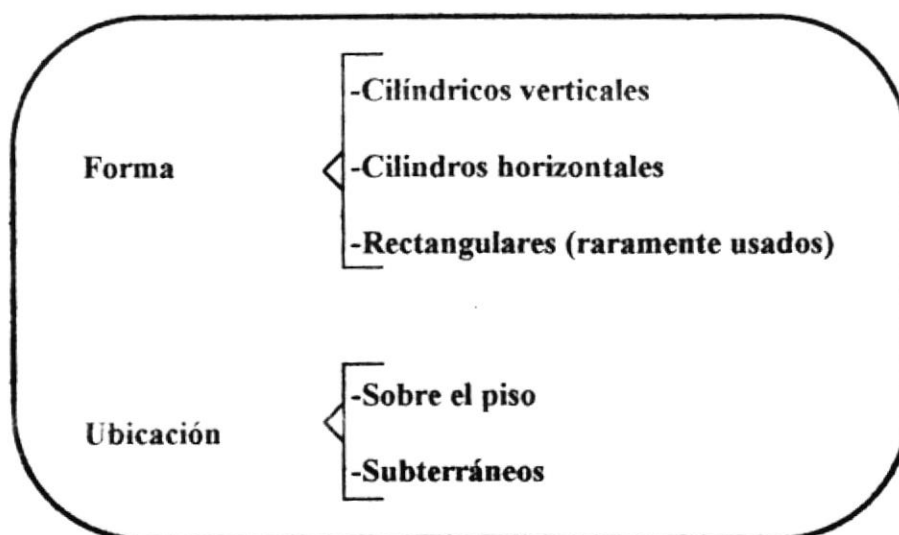 Forma
-Cilíndricos verticales
-Cilindros horizontales
-Rectangulares (raramente usados)
Ubicación
-Sobre el piso
-Subterráneos